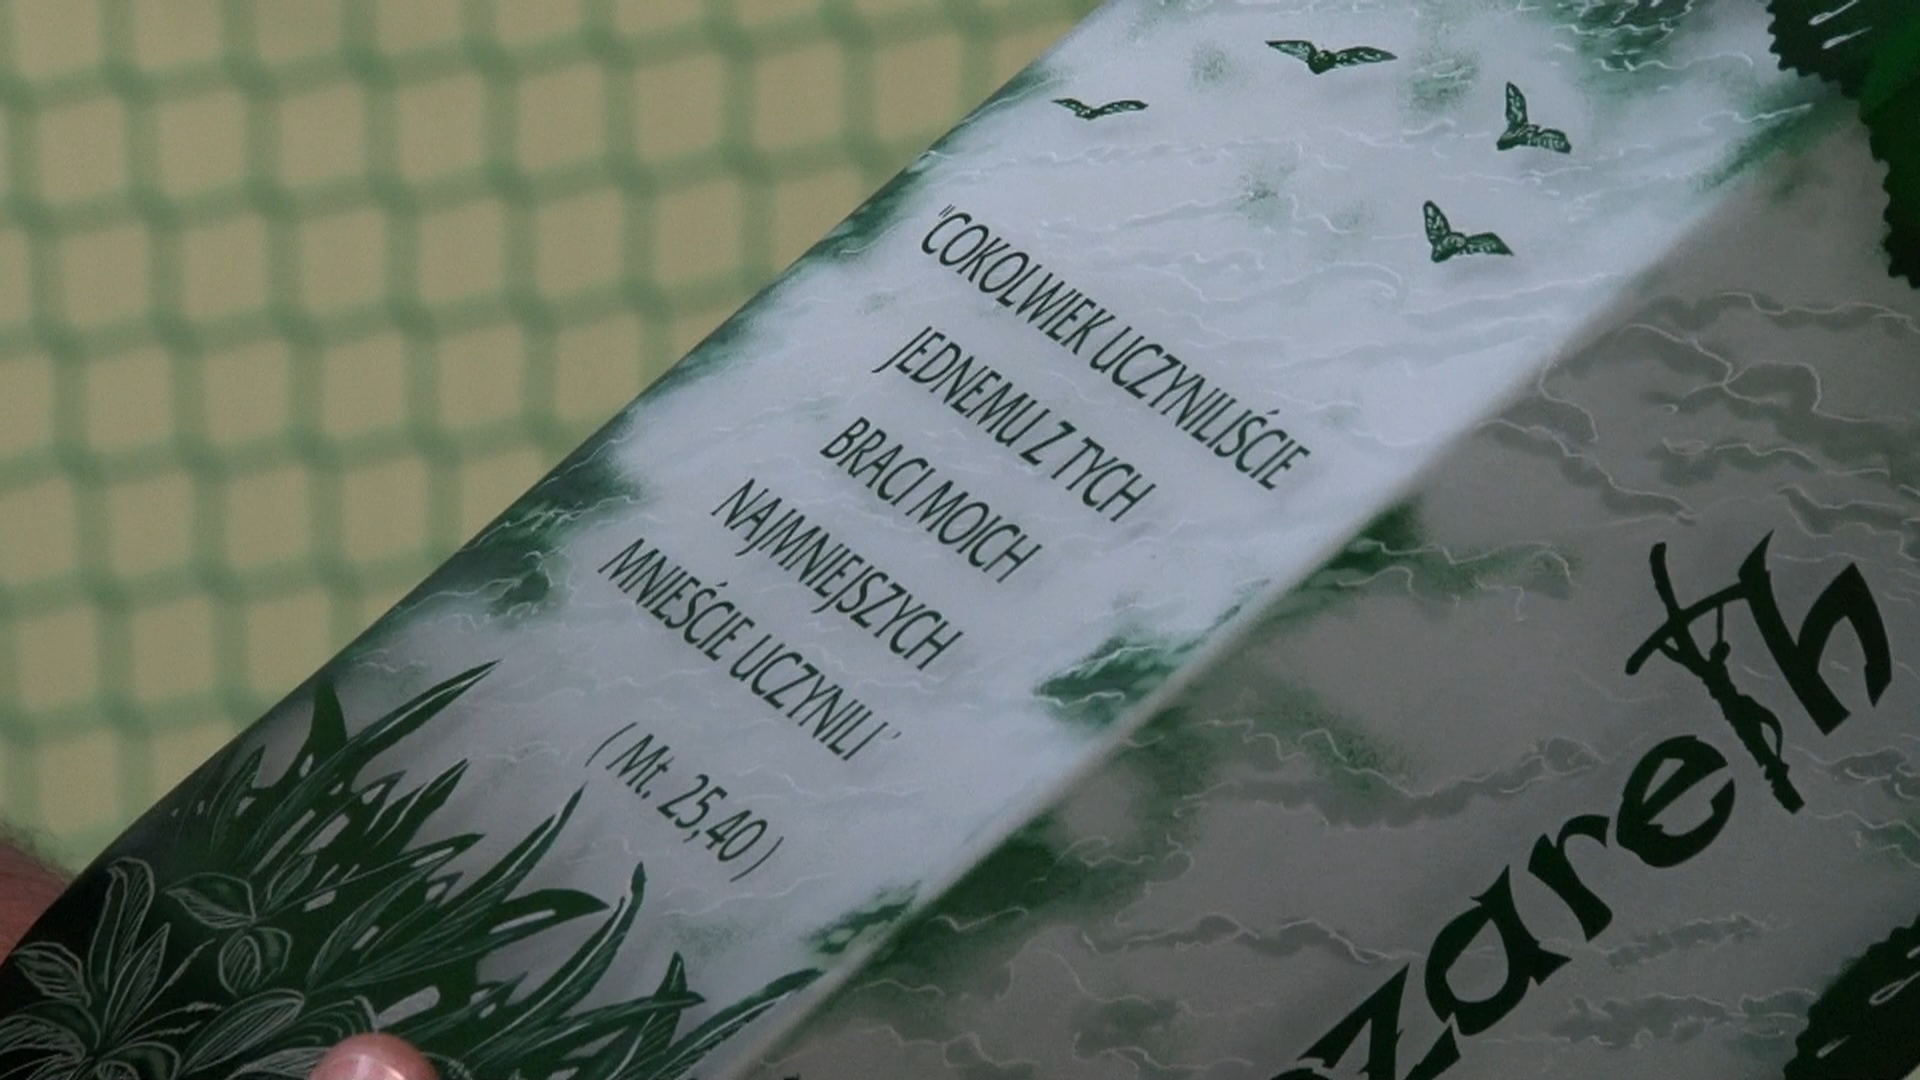 "COKOLWIEK UCZYNILIŚCIE
JEDNEMU Z TYCH
BRACI MOICH
NAJMNIEJSZYCH
MNIEŚCIE UCZYNILI"
( Mt. 25,40 )
zareth